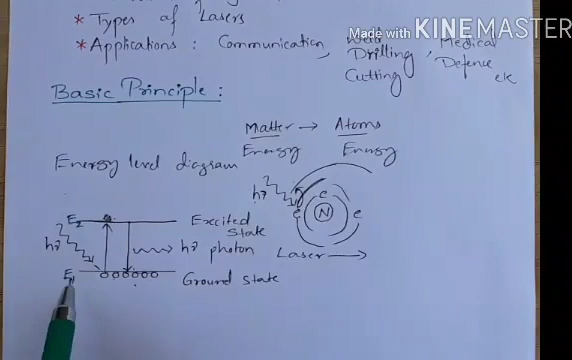 * Types of Lasers
Made with KINEMASTER
* Applications : Communication, Weld Drilling, Medical
Cutting Defence
etc
Basic Principle :
Matter → Atoms
Energy Energy
Energy level diagram
hν
e
e N e
E2 Excited State
hν
hν photon
Laser →
E1 Ground state